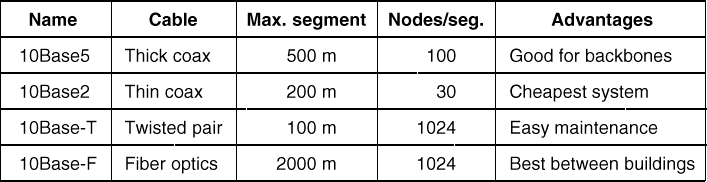 Name Cable Max. segment Nodes/seg. Advantages
10Base5 Thick coax 500 m 100 Good for backbones
10Base2 Thin coax 200 m 30 Cheapest system
10Base-T Twisted pair 100 m 1024 Easy maintenance
10Base-F Fiber optics 2000 m 1024 Best between buildings